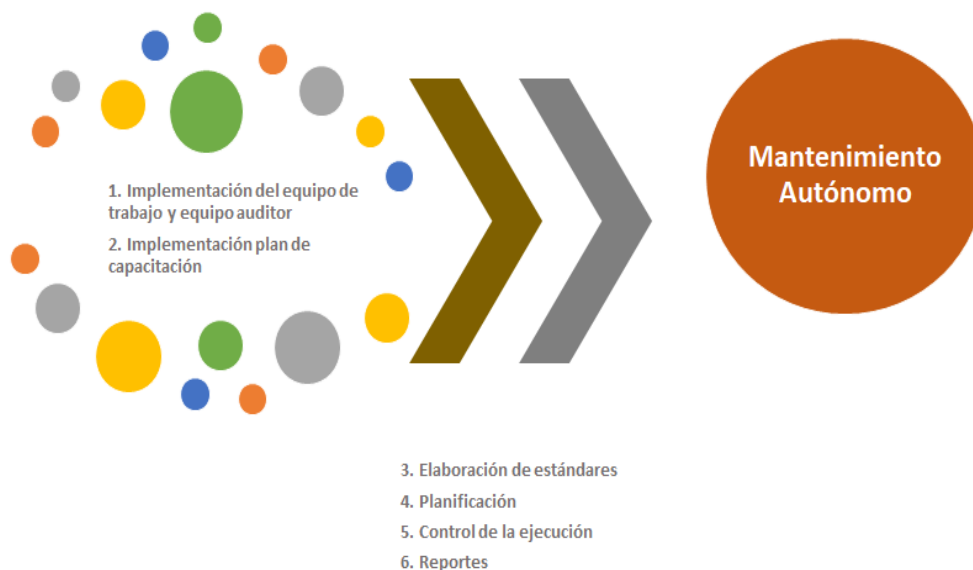 1. Implementación del equipo de
trabajo y equipo auditor
2. Implementación plan de
capacitación
Mantenimiento
Autónomo
3. Elaboración de estándares
4. Planificación
5. Control de la ejecución
6. Reportes